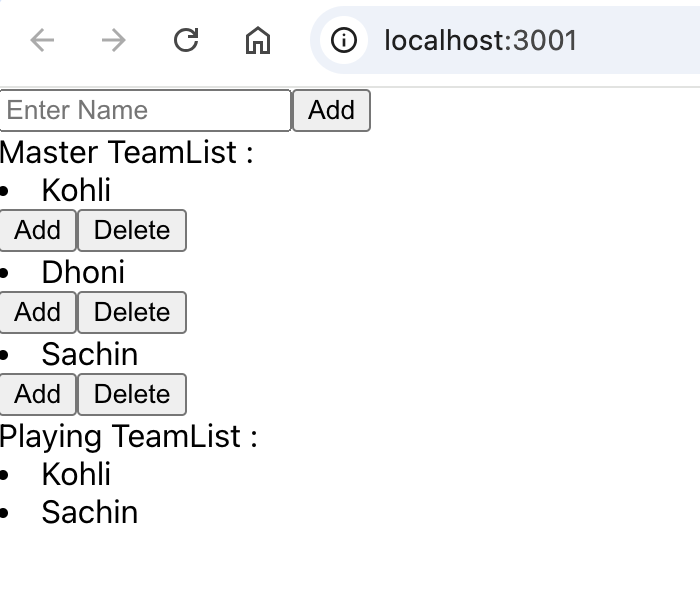 localhost:3001
Enter Name Add
Master TeamList :
• Kohli
Add Delete
• Dhoni
Add Delete
• Sachin
Add Delete
Playing TeamList :
• Kohli
• Sachin